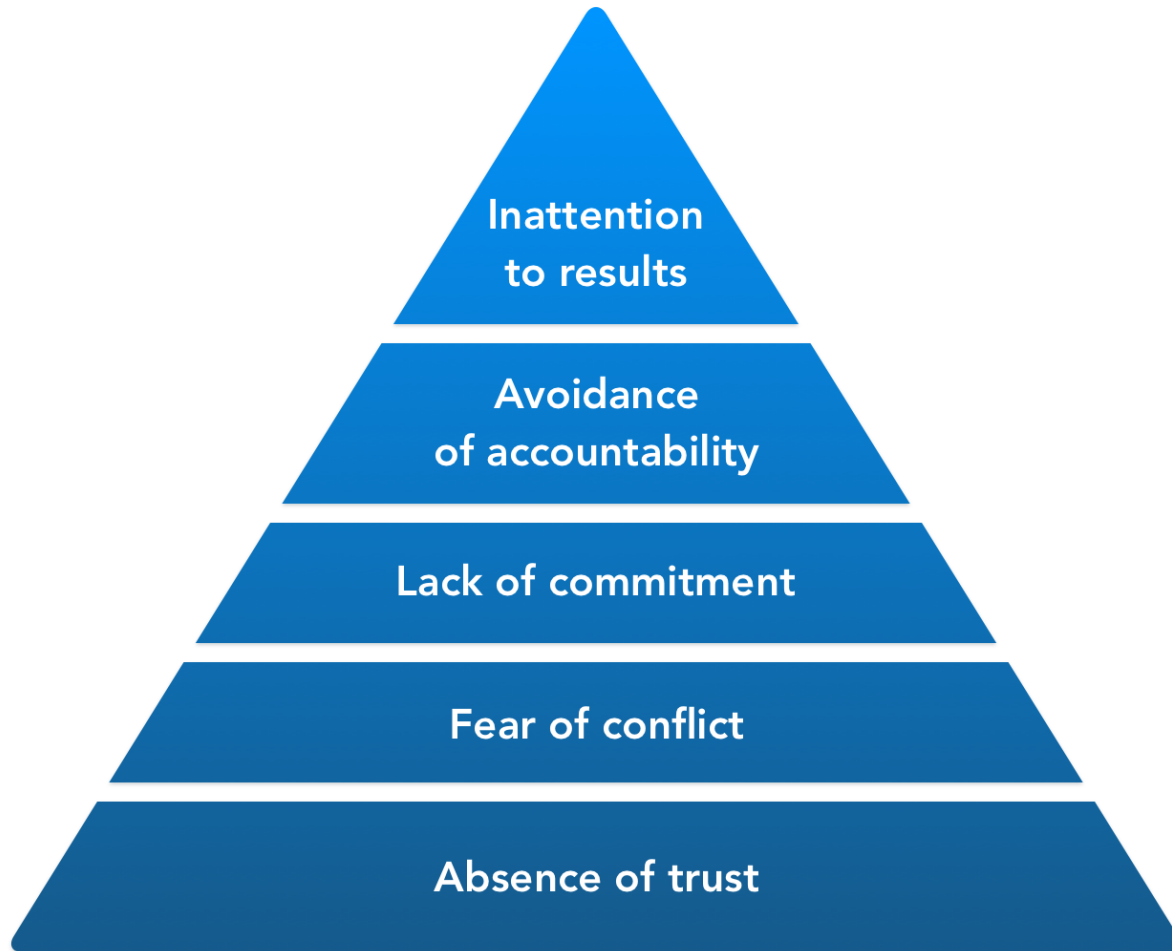 Inattention
to results
Avoidance
of accountability
Lack of commitment
Fear of conflict
Absence of trust